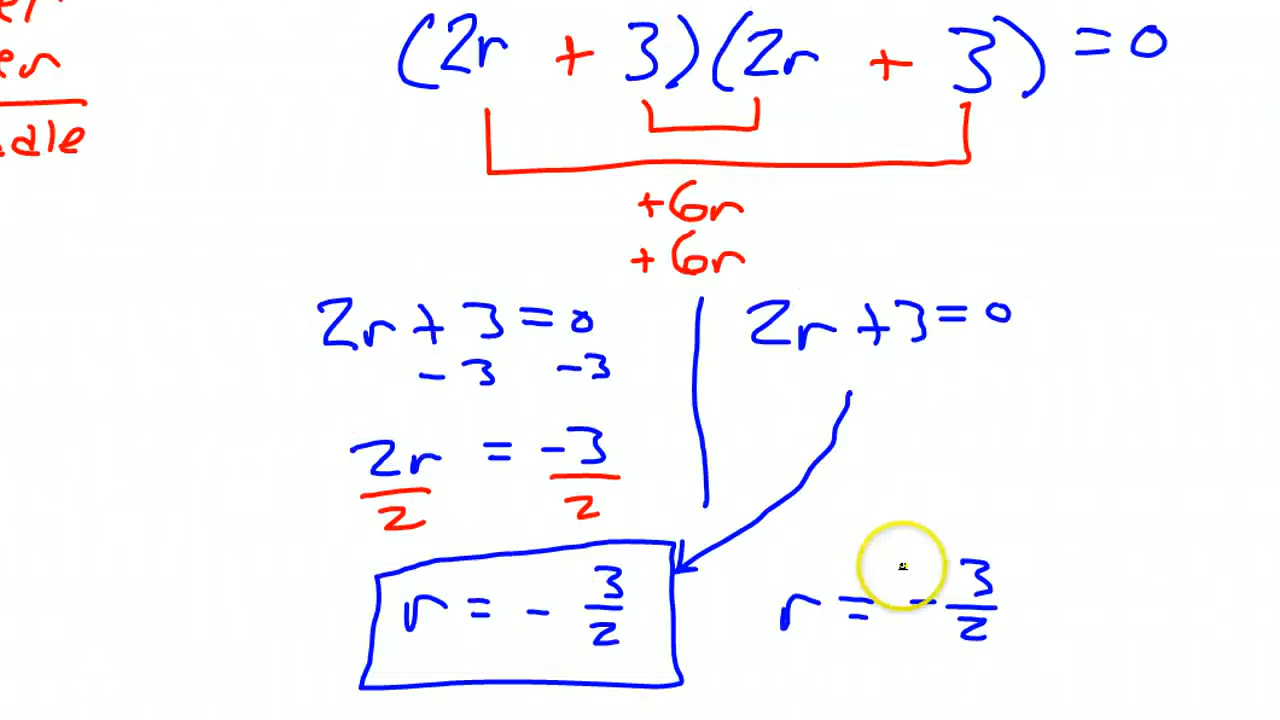 (2r + 3)(2r + 3) = 0
+6r
+6r
2r + 3 = 0
- 3 -3
2r = -3
2 2
r = - 3/2
2r + 3 = 0
r = - 3/2